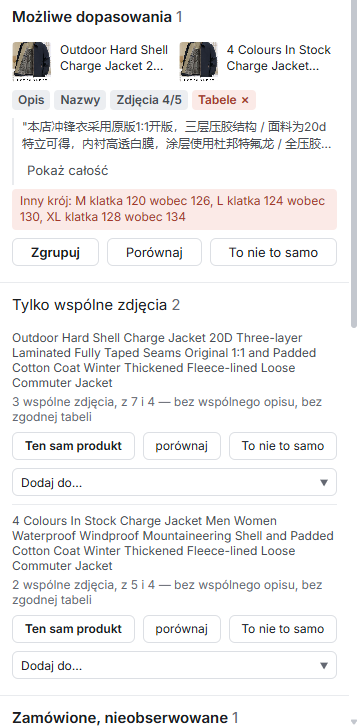 Możliwe dopasowania 1
Outdoor Hard Shell
Charge Jacket 2...
4 Colours In Stock
Charge Jacket...
Opis
Nazwy
Zdjęcia 4/5
Tabele ×
"本店冲锋衣采用原版1:1开版，三层压胶结构 / 面料为20d
特立可得，内衬高透白膜，涂层使用杜邦特氟龙 / 全压胶...
Pokaż całość
Inny krój: M klatka 120 wobec 126, L klatka 124 wobec
130, XL klatka 128 wobec 134
Zgrupuj
Porównaj
To nie to samo
Tylko wspólne zdjęcia 2
Outdoor Hard Shell Charge Jacket 20D Three-layer
Laminated Fully Taped Seams Original 1:1 and Padded
Cotton Coat Winter Thickened Fleece-lined Loose
Commuter Jacket
3 wspólne zdjęcia, z 7 i 4 — bez wspólnego opisu, bez
zgodnej tabeli
Ten sam produkt
porównaj
To nie to samo
Dodaj do...
4 Colours In Stock Charge Jacket Men Women
Waterproof Windproof Mountaineering Shell and Padded
Cotton Coat Winter Thickened Fleece-lined Loose
Commuter Jacket
2 wspólne zdjęcia, z 5 i 4 — bez wspólnego opisu, bez
zgodnej tabeli
Ten sam produkt
porównaj
To nie to samo
Dodaj do...
Zamówione, nieobserwowane 1